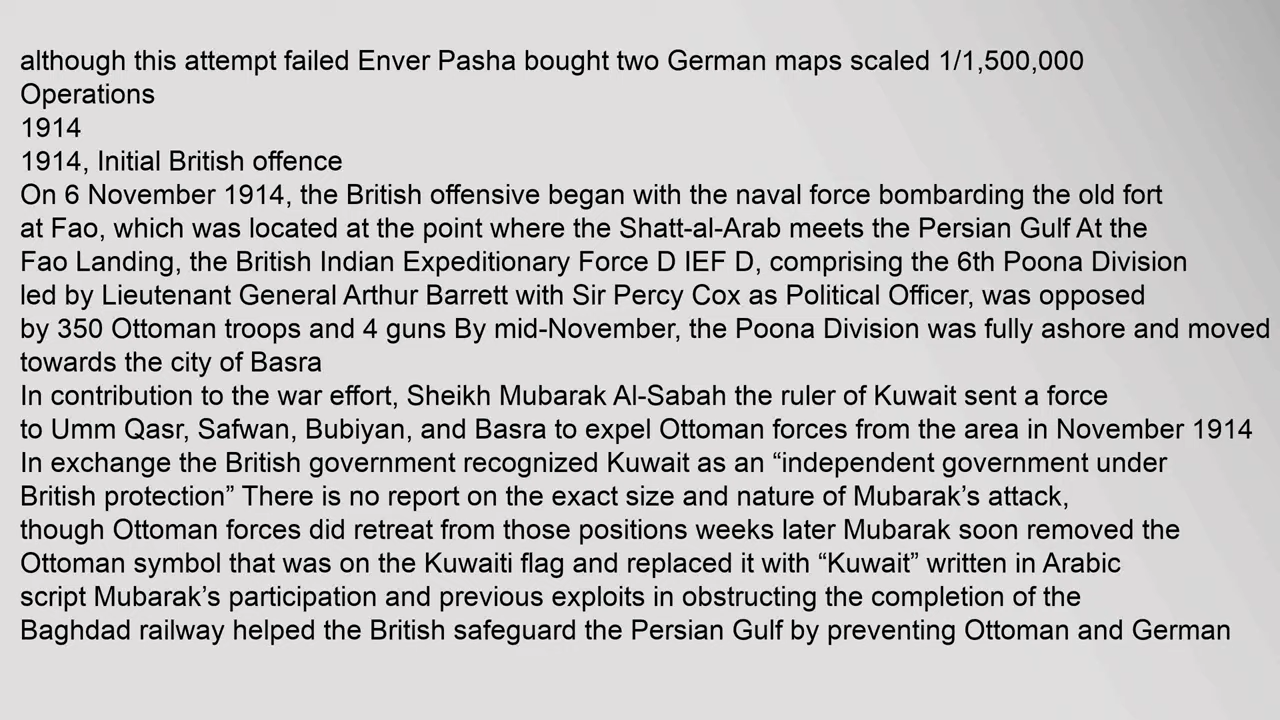 although this attempt failed Enver Pasha bought two German maps scaled 1/1,500,000
Operations
1914
1914, Initial British offence
On 6 November 1914, the British offensive began with the naval force bombarding the old fort
at Fao, which was located at the point where the Shatt-al-Arab meets the Persian Gulf At the
Fao Landing, the British Indian Expeditionary Force D IEF D, comprising the 6th Poona Division
led by Lieutenant General Arthur Barrett with Sir Percy Cox as Political Officer, was opposed
by 350 Ottoman troops and 4 guns By mid-November, the Poona Division was fully ashore and moved
towards the city of Basra
In contribution to the war effort, Sheikh Mubarak Al-Sabah the ruler of Kuwait sent a force
to Umm Qasr, Safwan, Bubiyan, and Basra to expel Ottoman forces from the area in November 1914
In exchange the British government recognized Kuwait as an “independent government under
British protection” There is no report on the exact size and nature of Mubarak’s attack,
though Ottoman forces did retreat from those positions weeks later Mubarak soon removed the
Ottoman symbol that was on the Kuwaiti flag and replaced it with “Kuwait” written in Arabic
script Mubarak’s participation and previous exploits in obstructing the completion of the
Baghdad railway helped the British safeguard the Persian Gulf by preventing Ottoman and German